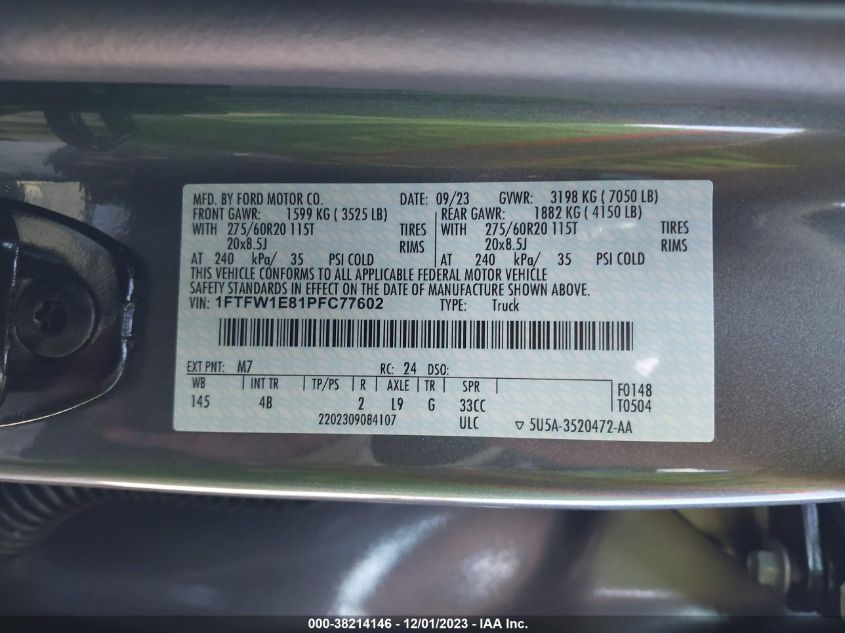 MFD. BY FORD MOTOR CO. DATE: 09/23 GVWR: 3198 KG ( 7050 LB)
FRONT GAWR: 1599 KG ( 3525 LB) REAR GAWR: 1882 KG ( 4150 LB)
WITH 275/60R20 115T TIRES WITH 275/60R20 115T TIRES
20x8.5J RIMS 20x8.5J RIMS
AT 240 kPa/ 35 PSI COLD AT 240 kPa/ 35 PSI COLD
THIS VEHICLE CONFORMS TO ALL APPLICABLE FEDERAL MOTOR VEHICLE
SAFETY STANDARDS IN EFFECT ON THE DATE OF MANUFACTURE SHOWN ABOVE.
VIN: 1FTFW1E81PFC77602 TYPE: Truck
EXT PNT: M7 RC: 24 DSO:
WB INT TR TP/PS R AXLE TR SPR F0148
145 4B 2 L9 G 33CC T0504
2202309084107 ULC ▽ 5U5A-3520472-AA
000-38214146 - 12/01/2023 - IAA Inc.